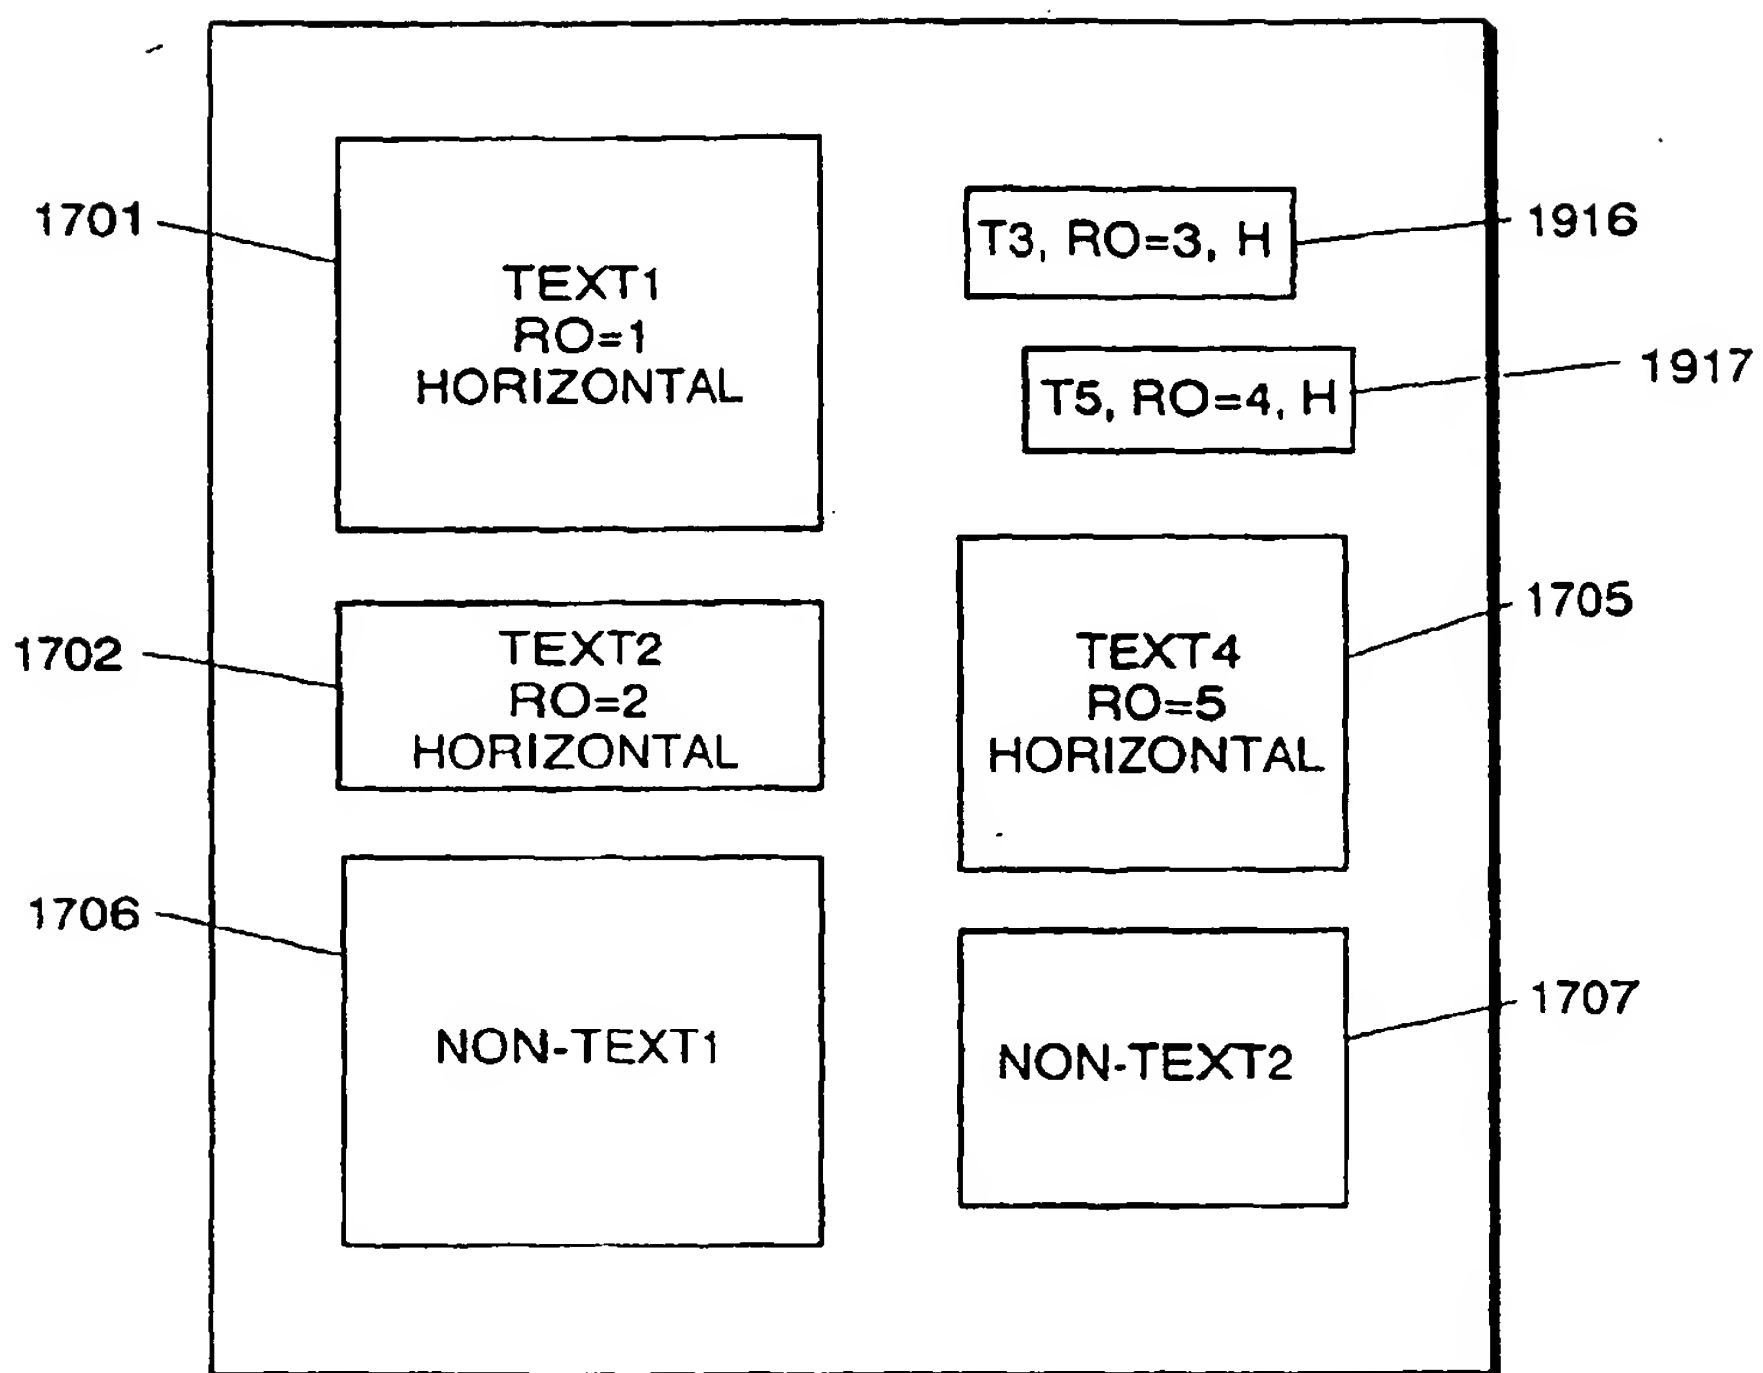 1701
TEXT1
RO=1
HORIZONTAL
1702
TEXT2
RO=2
HORIZONTAL
1706
NON-TEXT1
T3, RO=3, H
1916
T5, RO=4, H
1917
TEXT4
RO=5
HORIZONTAL
1705
NON-TEXT2
1707